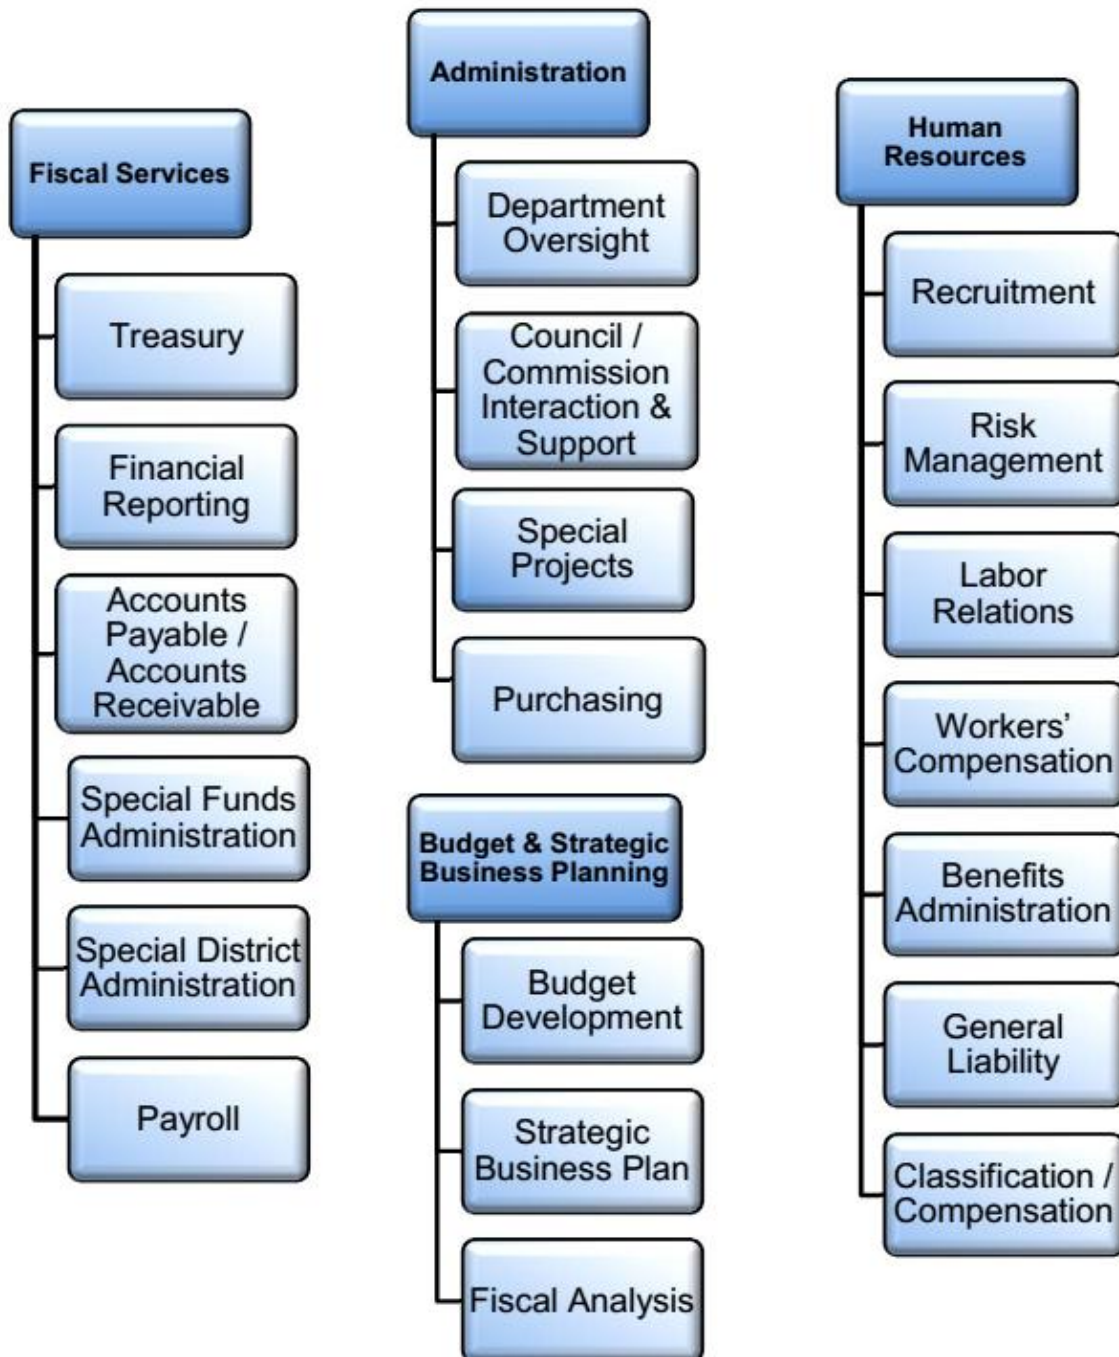 Fiscal Services
Treasury
Financial
Reporting
Accounts
Payable /
Accounts
Receivable
Special Funds
Administration
Special District
Administration
Payroll
Administration
Department
Oversight
Council /
Commission
Interaction &
Support
Special
Projects
Purchasing
Budget & Strategic
Business Planning
Budget
Development
Strategic
Business Plan
Fiscal Analysis
Human
Resources
Recruitment
Risk
Management
Labor
Relations
Workers’
Compensation
Benefits
Administration
General
Liability
Classification /
Compensation